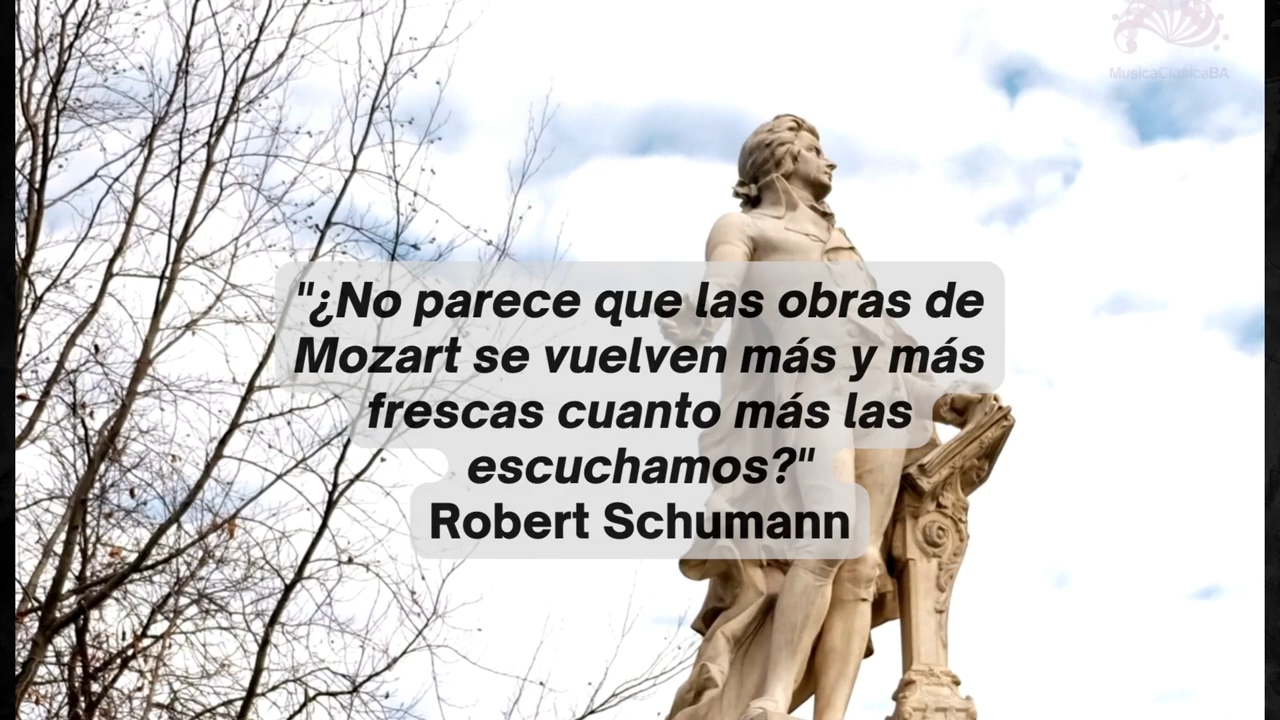 MusicaClasicaBA
"¿No parece que las obras de
Mozart se vuelven más y más
frescas cuanto más las
escuchamos?"
Robert Schumann